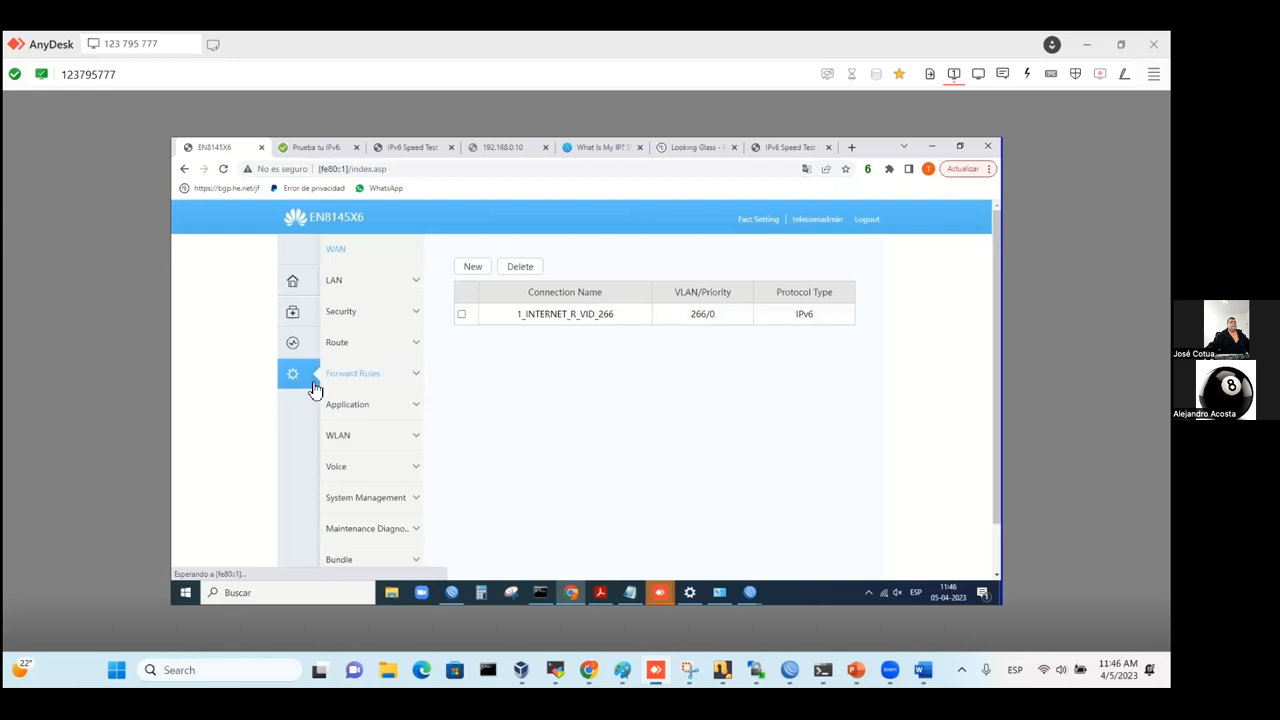 AnyDesk 123 795 777
123795777
EN8145X6 Prueba tu IPv6. IPv6 Speed Test 192.168.0.10 What Is My IP? S Looking Glass - IPv6 Speed Test
No es seguro [fe80::1]/index.asp Actualizar
https://bgp.he.net/jf Error de privacidad WhatsApp
EN8145X6 Fast Setting telecomadmin Logout
WAN
LAN
Security
Route
Forward Rules
Application
WLAN
Voice
System Management
Maintenance Diagno..
Bundle
New Delete
Connection Name VLAN/Priority Protocol Type
1_INTERNET_R_VID_266 266/0 IPv6
Esperando a [fe80::1]...
Buscar ESP 11:46
05-04-2023
José Cotua
8
Alejandro Acosta
22° Search ESP 11:46 AM
4/5/2023